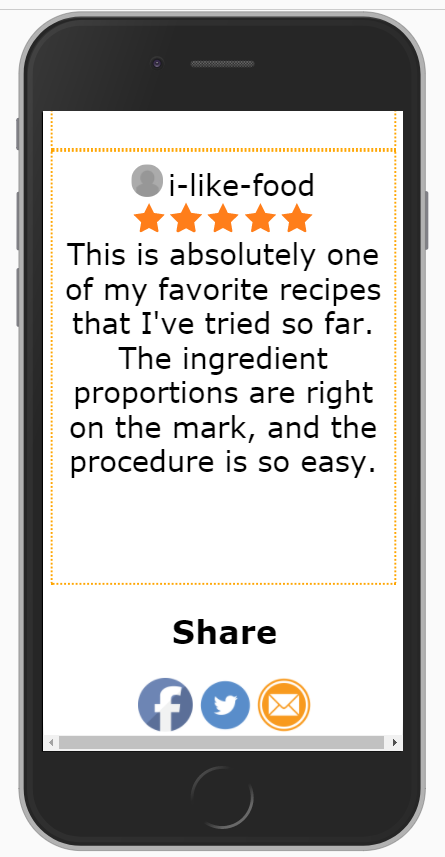 i-like-food
This is absolutely one
of my favorite recipes
that I've tried so far.
The ingredient
proportions are right
on the mark, and the
procedure is so easy.
Share
f